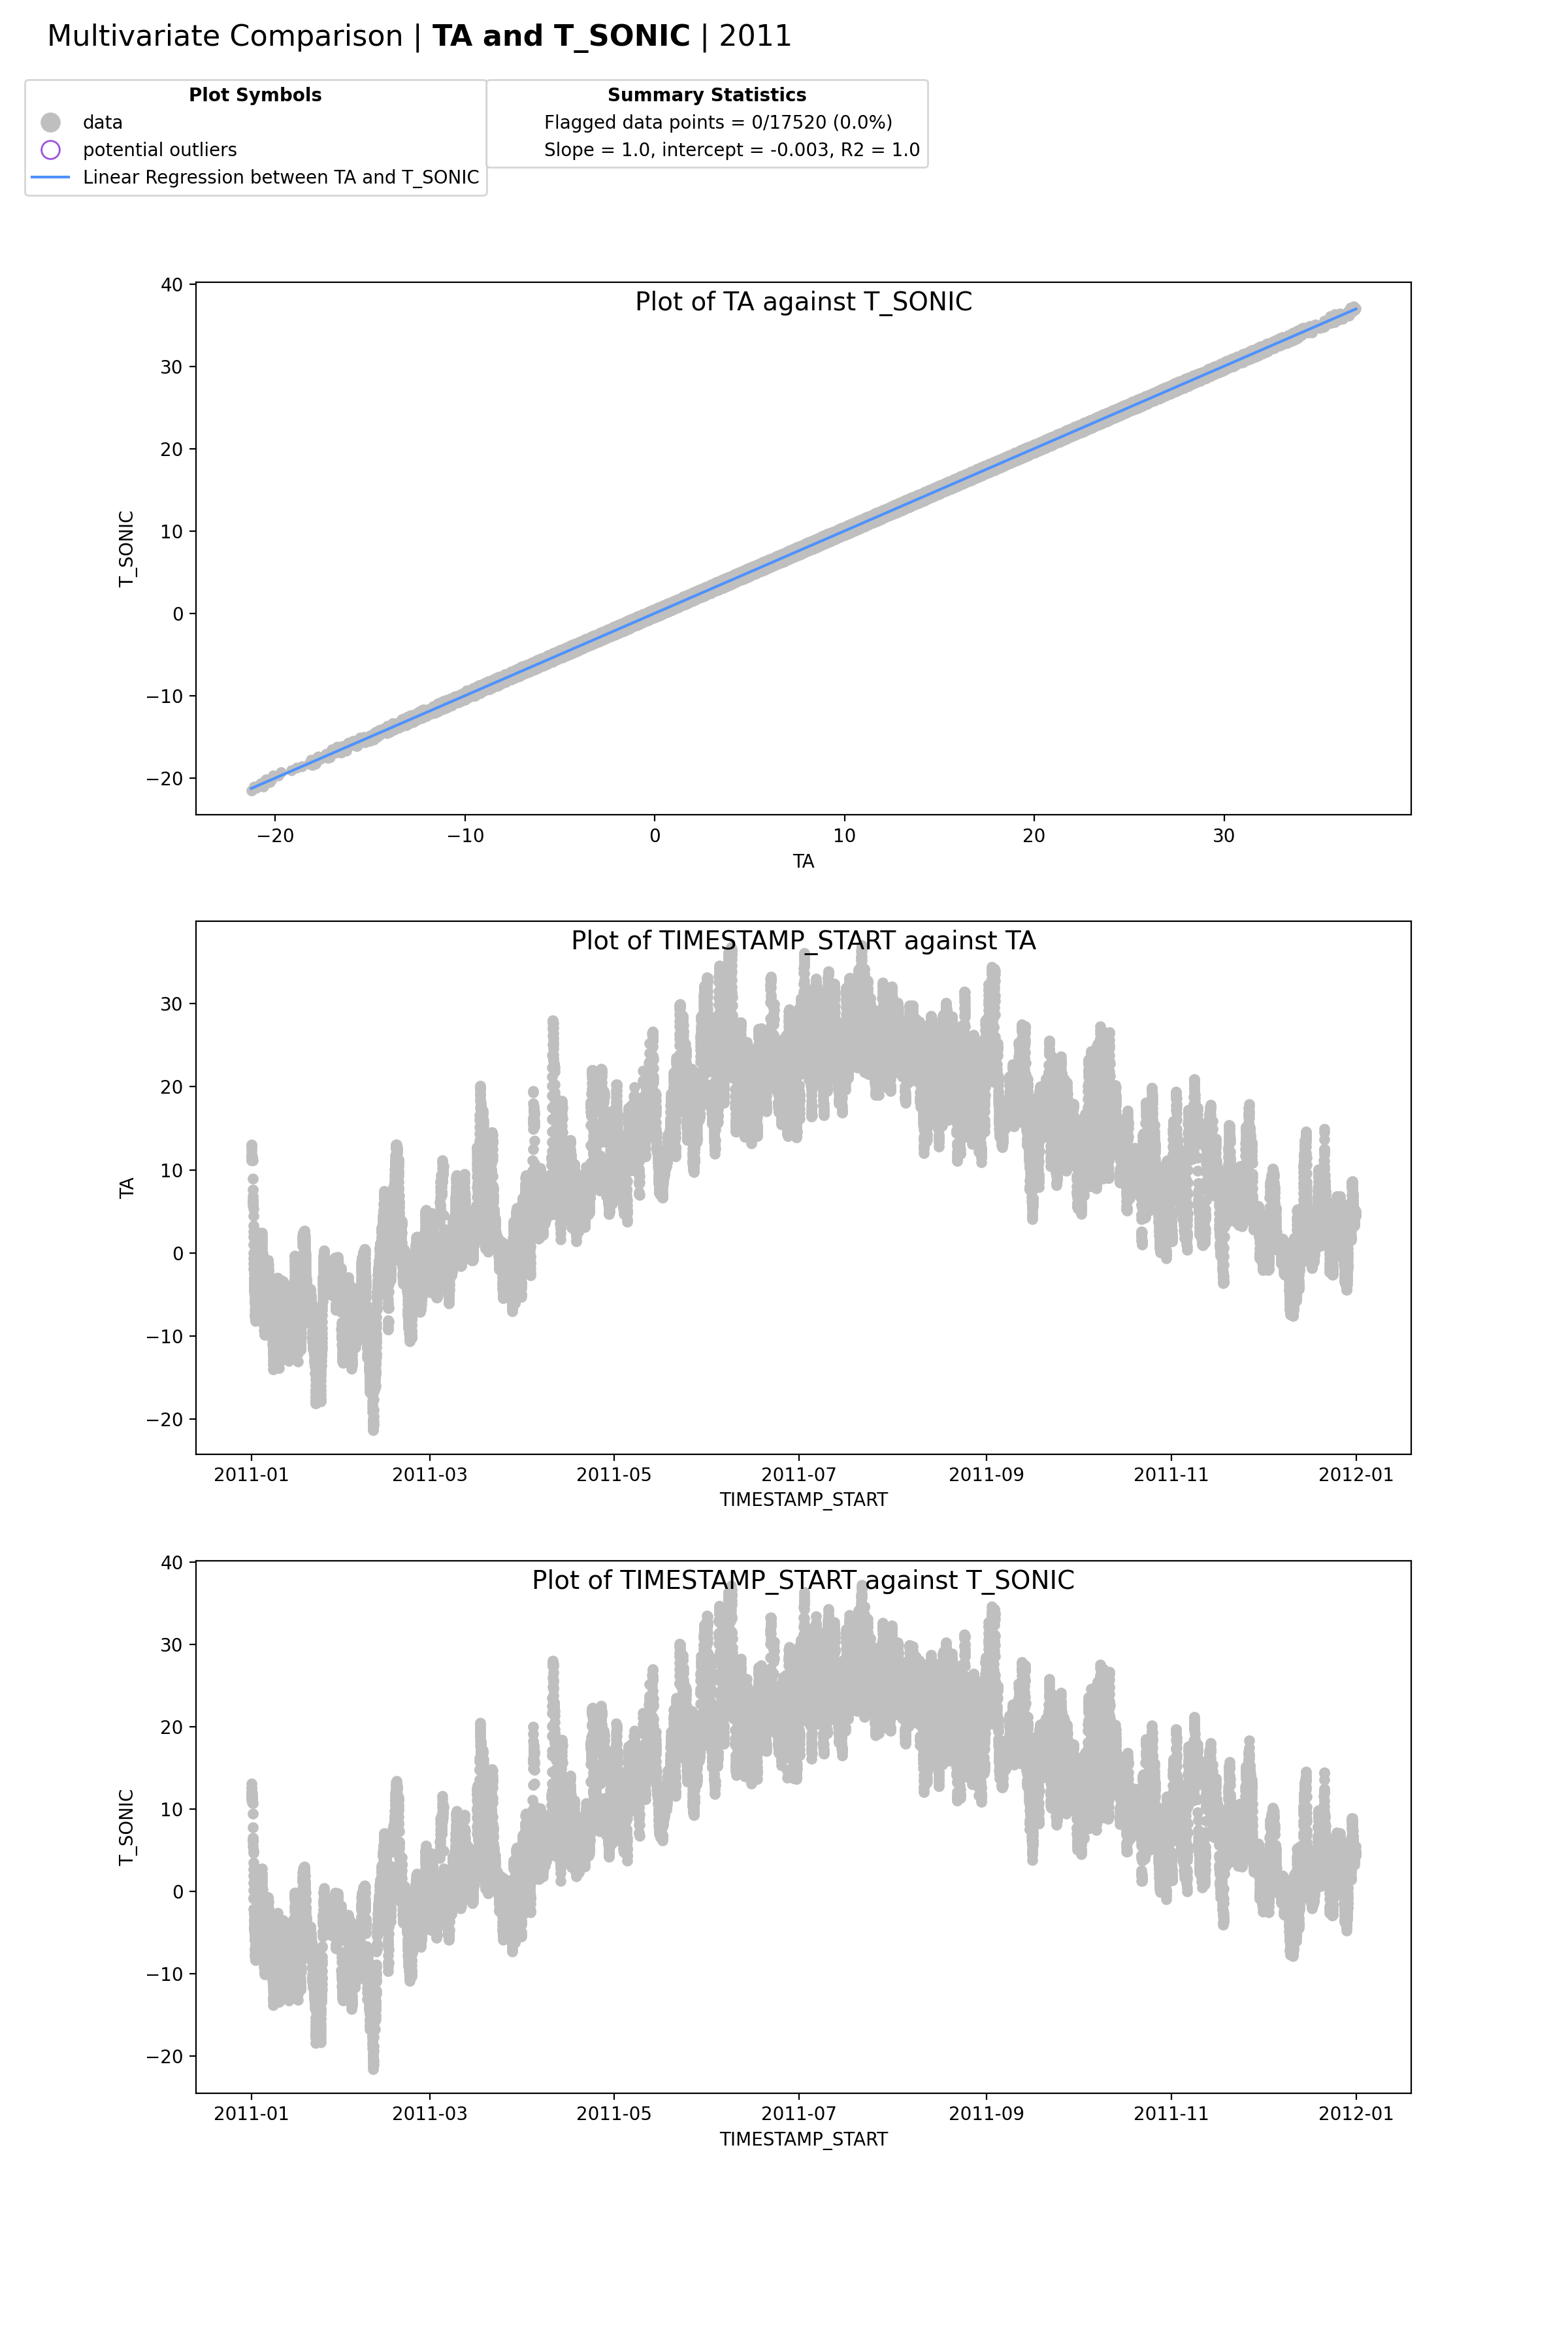 Multivariate Comparison | TA and T_SONIC | 2011
Plot Symbols
data
potential outliers
Linear Regression between TA and T_SONIC
Summary Statistics
Flagged data points = 0/17520 (0.0%)
Slope = 1.0, intercept = -0.003, R2 = 1.0
Plot of TA against T_SONIC
40
30
20
10
0
−10
−20
T_SONIC
−20
−10
0
10
20
30
TA
Plot of TIMESTAMP_START against TA
30
20
10
0
−10
−20
TA
2011-01
2011-03
2011-05
2011-07
2011-09
2011-11
2012-01
TIMESTAMP_START
Plot of TIMESTAMP_START against T_SONIC
40
30
20
10
0
−10
−20
T_SONIC
2011-01
2011-03
2011-05
2011-07
2011-09
2011-11
2012-01
TIMESTAMP_START